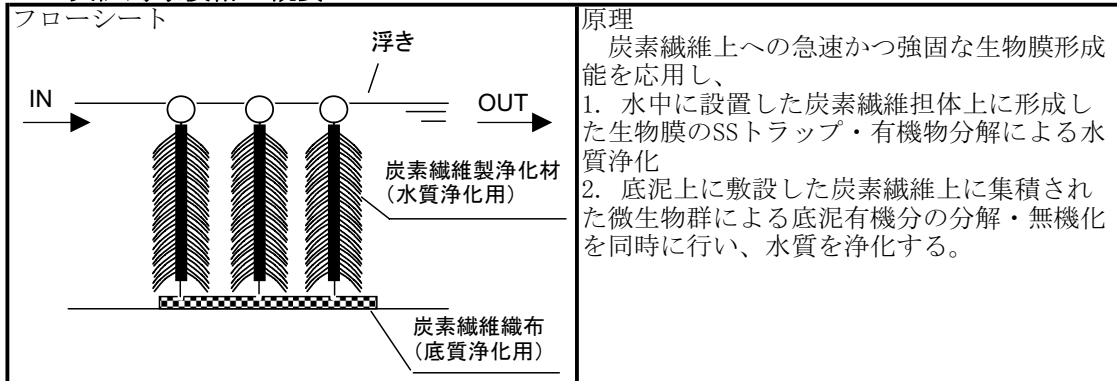 フローシート
浮き
IN
OUT
炭素繊維製浄化材
(水質浄化用)
炭素繊維織布
(底質浄化用)
原理
炭素繊維上への急速かつ強固な生物膜形成
能を応用し、
1. 水中に設置した炭素繊維担体上に形成し
た生物膜のSSトラップ・有機物分解による水
質浄化
2. 底泥上に敷設した炭素繊維上に集積され
た微生物群による底泥有機分の分解・無機化
を同時に行い、水質を浄化する。